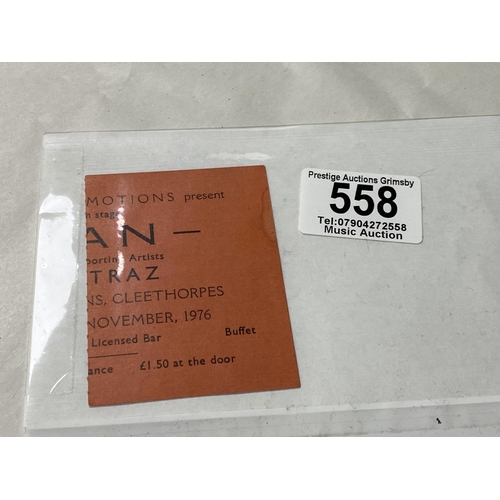 MOTIONS present
n stage
AN —
porting Artists
TRAZ
NS, CLEETHORPES
NOVEMBER, 1976
Licensed Bar Buffet
ance — £1.50 at the door
Prestige Auctions Grimsby
558
Tel:07904272558
Music Auction